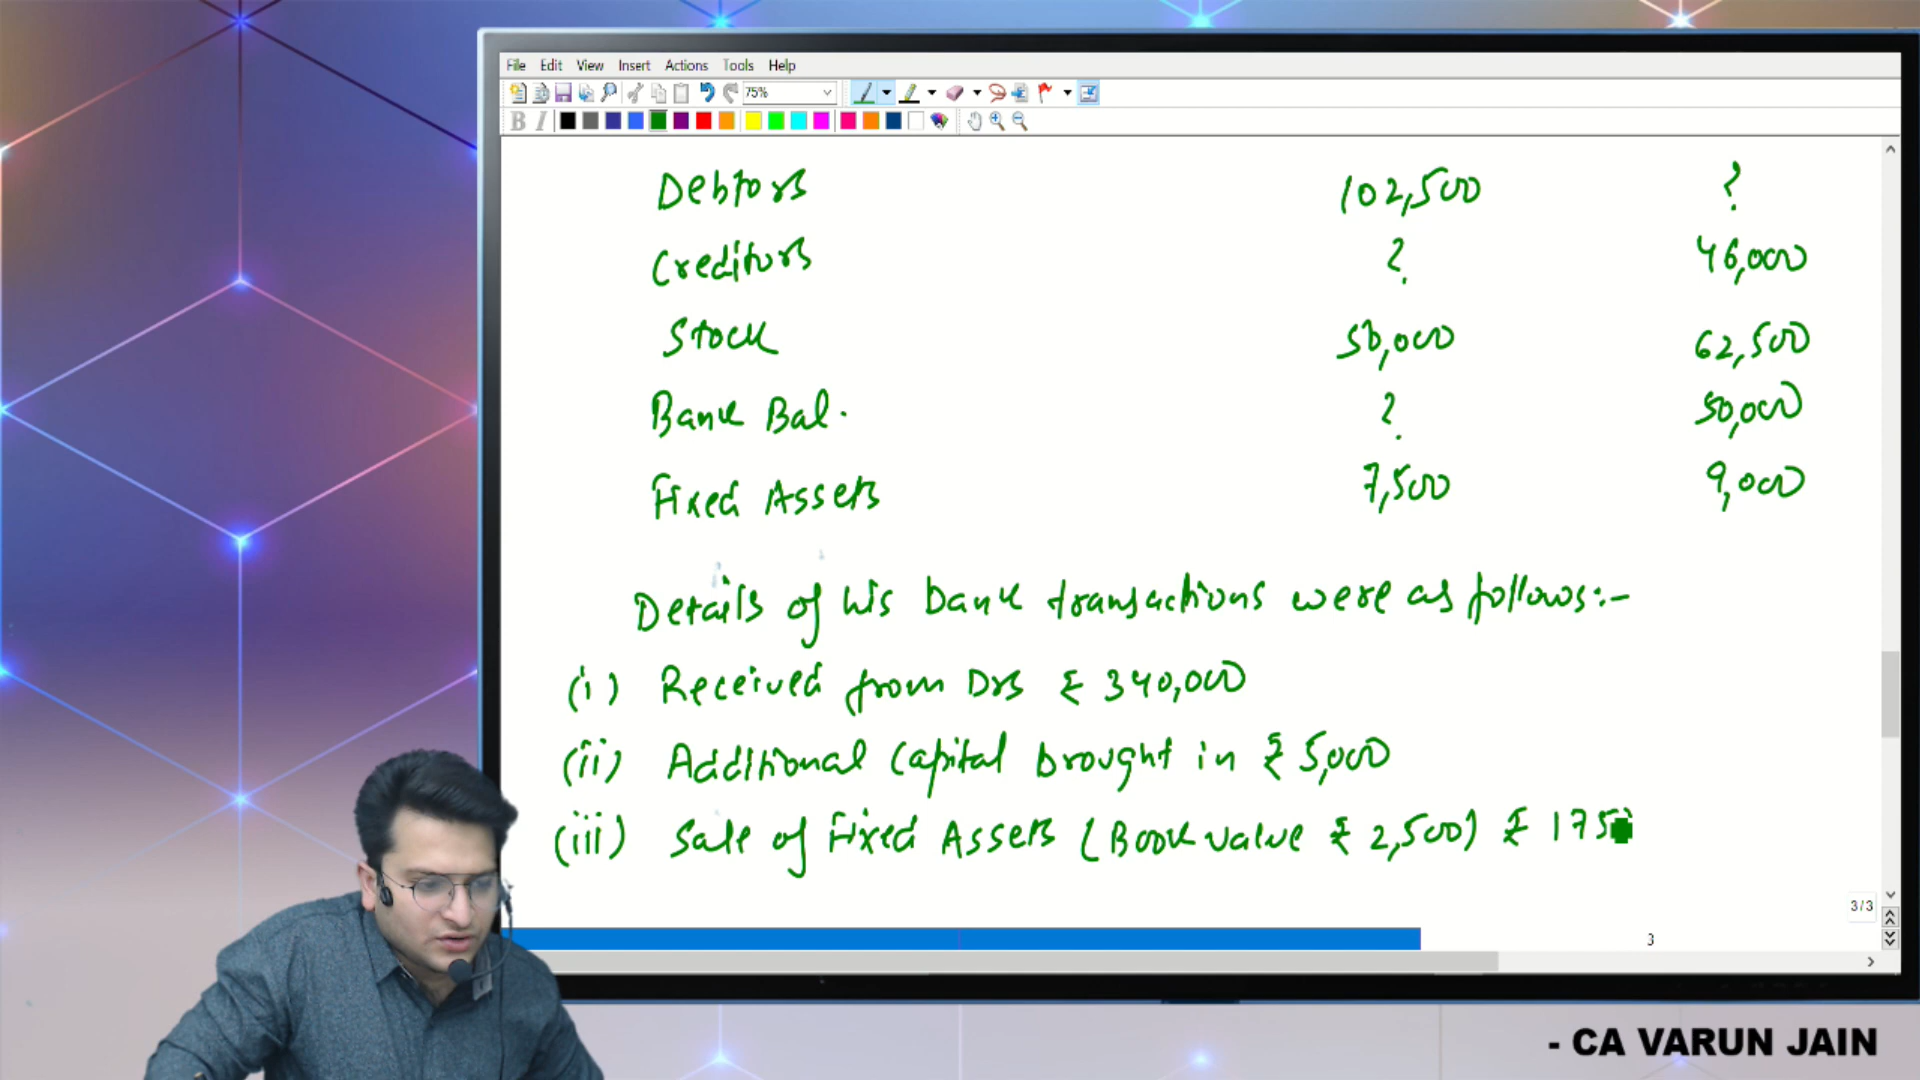 File Edit View Insert Actions Tools Help
75%
B I
Debtors 102,500 ?
Creditors ? 46,000
Stock 50,000 62,500
Bank Bal. ? 50,000
Fixed Assets 7,500 9,000
Details of his bank transactions were as follows:-
(i) Received from Drs ₹ 340,000
(ii) Additional Capital brought in ₹ 5,000
(iii) Sale of Fixed Assets (Book value ₹ 2,500) ₹ 175
3/3
3
- CA VARUN JAIN